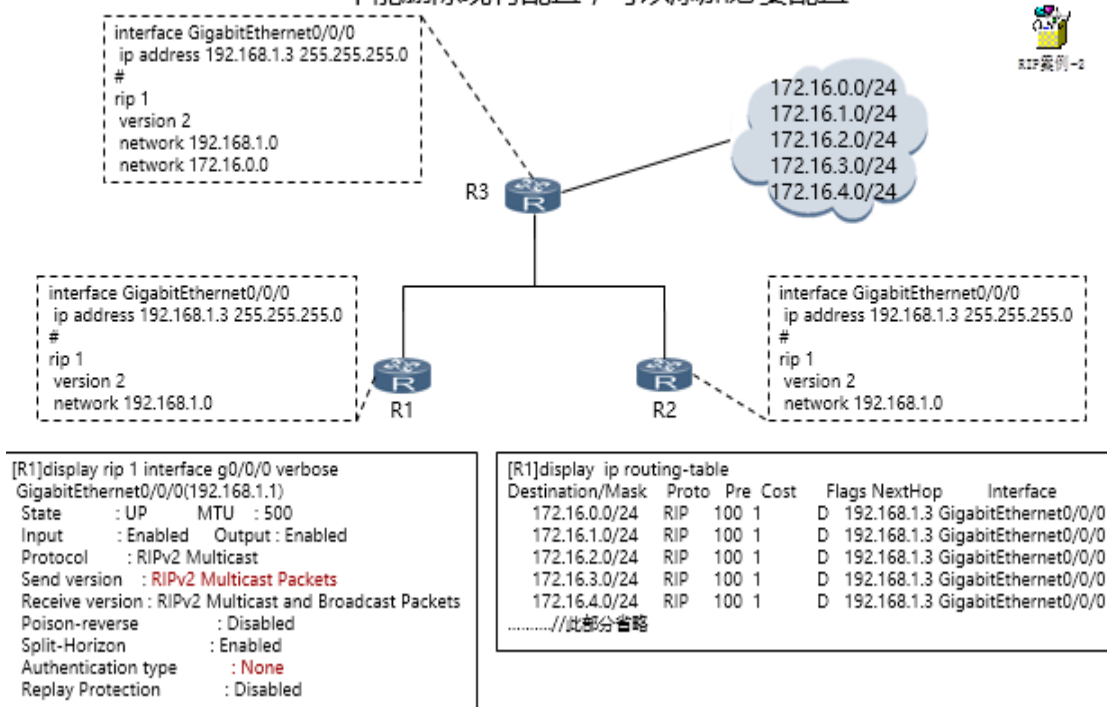 interface GigabitEthernet0/0/0
ip address 192.168.1.3 255.255.255.0
#
rip 1
version 2
network 192.168.1.0
network 172.16.0.0
RIP案例-2
172.16.0.0/24
172.16.1.0/24
172.16.2.0/24
172.16.3.0/24
172.16.4.0/24
R3
R
interface GigabitEthernet0/0/0
ip address 192.168.1.3 255.255.255.0
#
rip 1
version 2
network 192.168.1.0
R
R1
R
R2
interface GigabitEthernet0/0/0
ip address 192.168.1.3 255.255.255.0
#
rip 1
version 2
network 192.168.1.0
[R1]display rip 1 interface g0/0/0 verbose
GigabitEthernet0/0/0(192.168.1.1)
State : UP MTU : 500
Input : Enabled Output : Enabled
Protocol : RIPv2 Multicast
Send version : RIPv2 Multicast Packets
Receive version : RIPv2 Multicast and Broadcast Packets
Poison-reverse : Disabled
Split-Horizon : Enabled
Authentication type : None
Replay Protection : Disabled
[R1]display ip routing-table
Destination/Mask Proto Pre Cost Flags NextHop Interface
172.16.0.0/24 RIP 100 1 D 192.168.1.3 GigabitEthernet0/0/0
172.16.1.0/24 RIP 100 1 D 192.168.1.3 GigabitEthernet0/0/0
172.16.2.0/24 RIP 100 1 D 192.168.1.3 GigabitEthernet0/0/0
172.16.3.0/24 RIP 100 1 D 192.168.1.3 GigabitEthernet0/0/0
172.16.4.0/24 RIP 100 1 D 192.168.1.3 GigabitEthernet0/0/0
..........//此部分省略